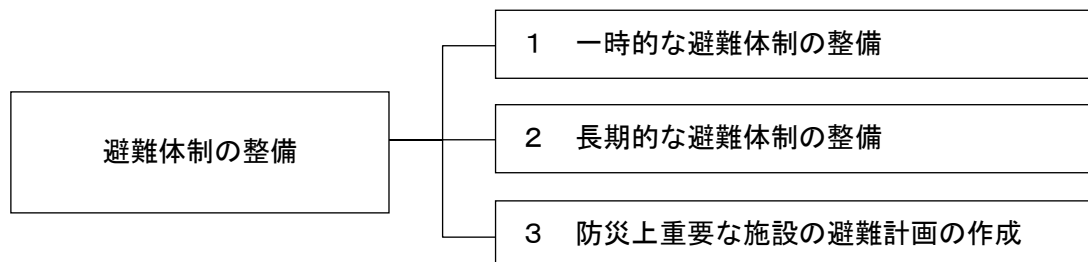 避難体制の整備
１　一時的な避難体制の整備
２　長期的な避難体制の整備
３　防災上重要な施設の避難計画の作成